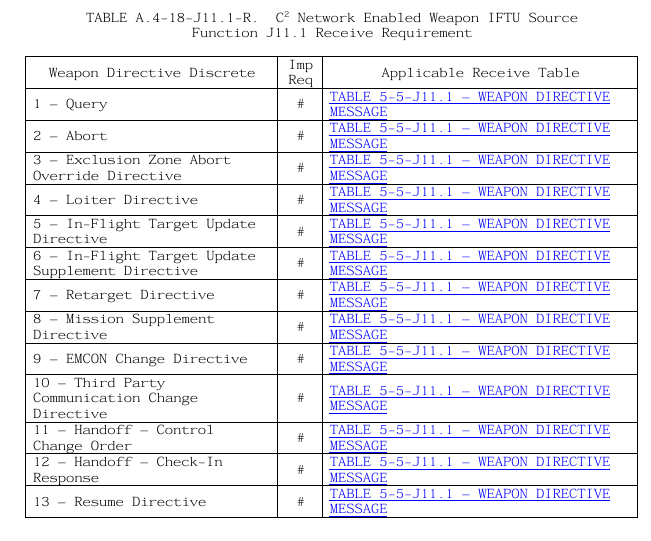 TABLE A.4-18-J11.1-R.  C² Network Enabled Weapon IFTU Source
Function J11.1 Receive Requirement
Weapon Directive Discrete
Imp
Req
Applicable Receive Table
1 – Query
#
TABLE 5-5-J11.1 – WEAPON DIRECTIVE
MESSAGE
2 – Abort
#
TABLE 5-5-J11.1 – WEAPON DIRECTIVE
MESSAGE
3 – Exclusion Zone Abort
Override Directive
#
TABLE 5-5-J11.1 – WEAPON DIRECTIVE
MESSAGE
4 – Loiter Directive
#
TABLE 5-5-J11.1 – WEAPON DIRECTIVE
MESSAGE
5 – In-Flight Target Update
Directive
#
TABLE 5-5-J11.1 – WEAPON DIRECTIVE
MESSAGE
6 – In-Flight Target Update
Supplement Directive
#
TABLE 5-5-J11.1 – WEAPON DIRECTIVE
MESSAGE
7 – Retarget Directive
#
TABLE 5-5-J11.1 – WEAPON DIRECTIVE
MESSAGE
8 – Mission Supplement
Directive
#
TABLE 5-5-J11.1 – WEAPON DIRECTIVE
MESSAGE
9 – EMCON Change Directive
#
TABLE 5-5-J11.1 – WEAPON DIRECTIVE
MESSAGE
10 – Third Party
Communication Change
Directive
#
TABLE 5-5-J11.1 – WEAPON DIRECTIVE
MESSAGE
11 – Handoff – Control
Change Order
#
TABLE 5-5-J11.1 – WEAPON DIRECTIVE
MESSAGE
12 – Handoff – Check-In
Response
#
TABLE 5-5-J11.1 – WEAPON DIRECTIVE
MESSAGE
13 – Resume Directive
#
TABLE 5-5-J11.1 – WEAPON DIRECTIVE
MESSAGE